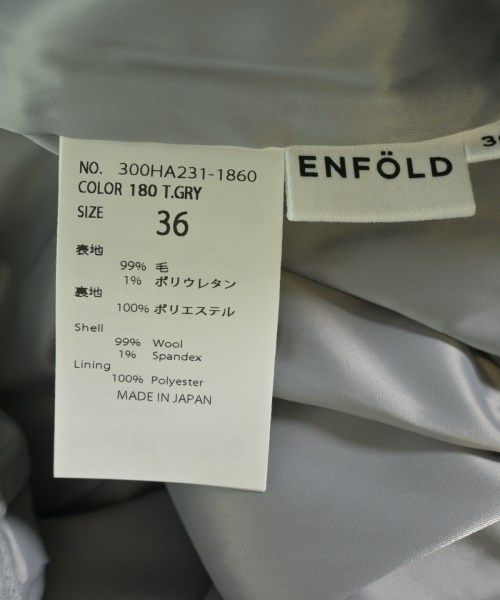 NO. 300HA231-1860
COLOR 180 T.GRY
SIZE 36
表地
99% 毛
1% ポリウレタン
裏地
100% ポリエステル
Shell
99% Wool
1% Spandex
Lining
100% Polyester
MADE IN JAPAN
ENFÖLD